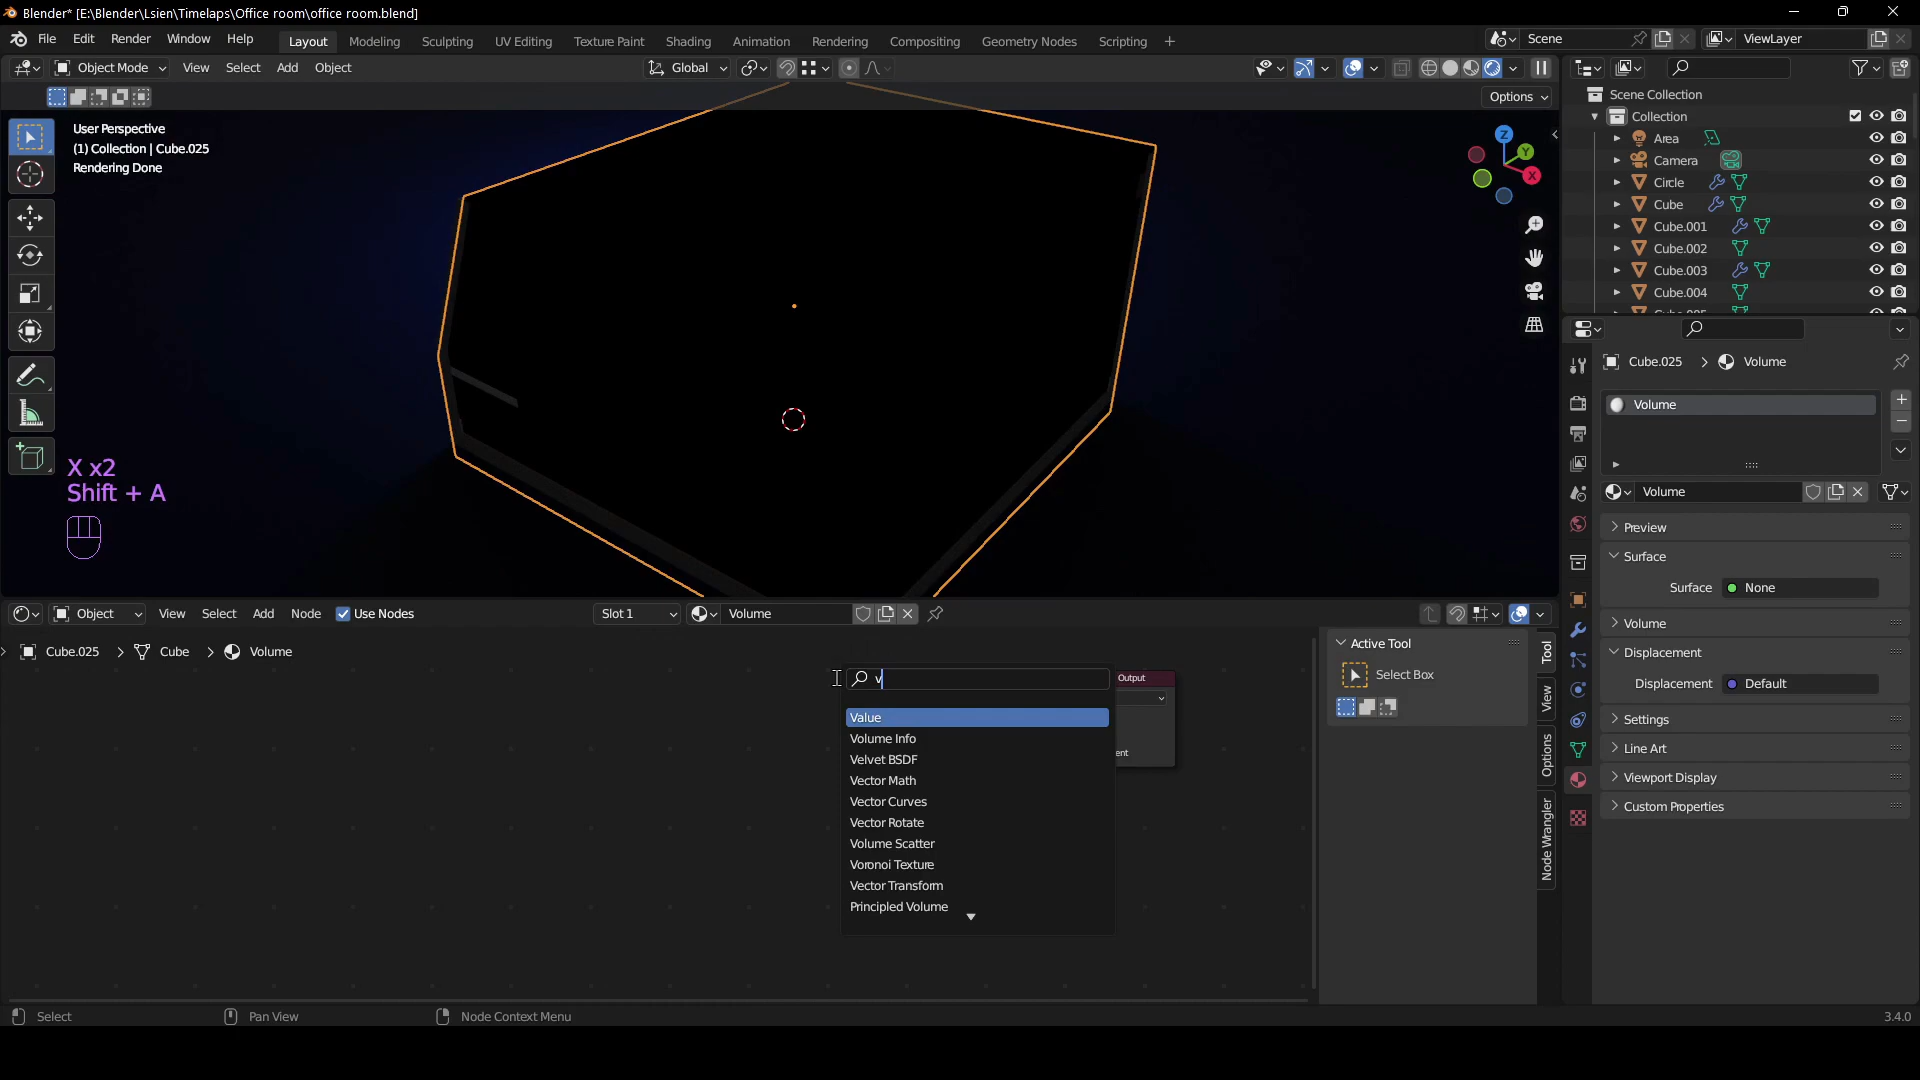 Blender* [E:\Blender\Lsien\Timelaps\Office room\office room.blend]
File Edit Render Window Help Layout Modeling Sculpting UV Editing Texture Paint Shading Animation Rendering Compositing Geometry Nodes Scripting + Scene ViewLayer
Object Mode View Select Add Object Global
Options
User Perspective
(1) Collection | Cube.025
Rendering Done
Z
Y
X
X x2
Shift + A
Scene Collection
Collection
Area
Camera
Circle
Cube
Cube.001
Cube.002
Cube.003
Cube.004
Cube.025 > Volume
Volume
Volume
Preview
Surface
Surface None
Volume
Displacement
Displacement Default
Settings
Line Art
Viewport Display
Custom Properties
Object View Select Add Node Use Nodes Slot 1 Volume
Cube.025 > Cube > Volume
v
Output
Value
Volume Info
Velvet BSDF
Vector Math
Vector Curves
Vector Rotate
Volume Scatter
Voronoi Texture
Vector Transform
Principled Volume
ent
Active Tool
Select Box
Tool
View
Options
Node Wrangler
Select Pan View Node Context Menu 3.4.0